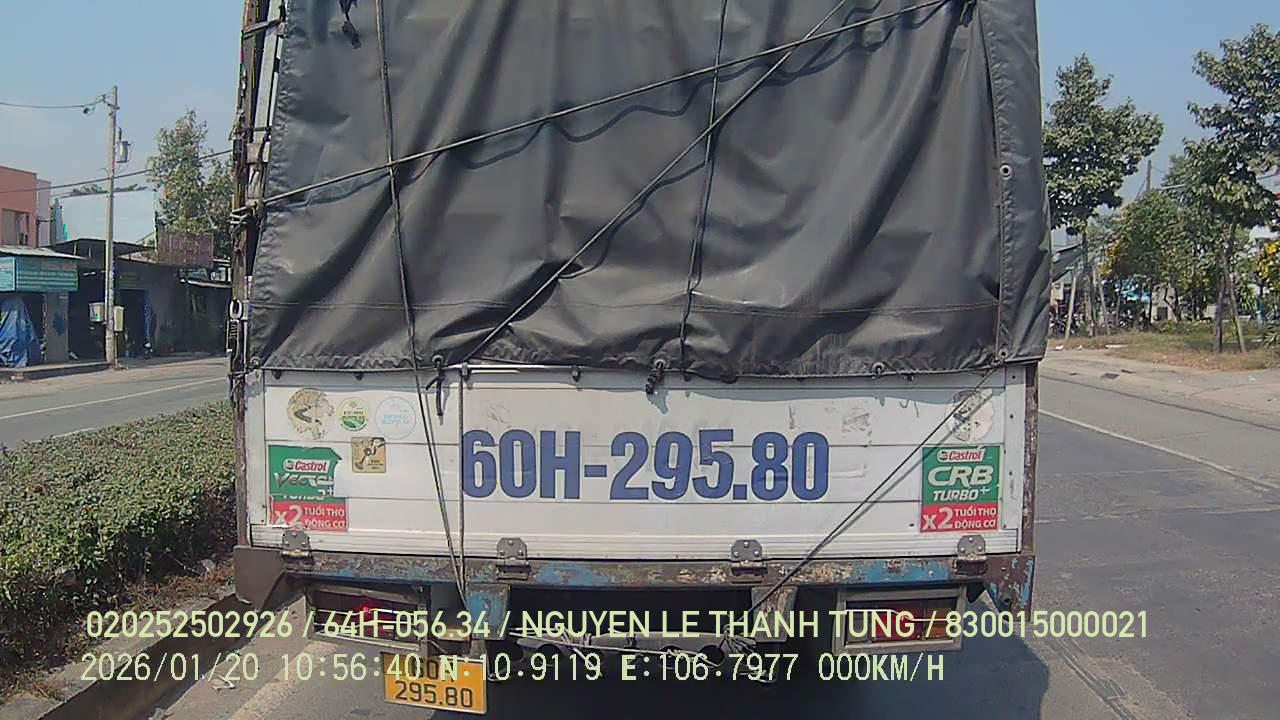 60H-295.80
Castrol
TURBO+
x2 TUỔI THỌ
ĐỘNG CƠ
Castrol
CRB
TURBO+
x2 TUỔI THỌ
ĐỘNG CƠ
020252502926 / 64H-056.34 / NGUYEN LE THANH TUNG / 830015000021
2026/01/20 10:56:40 N:10.9119 E:106.7977 000KM/H
60H
295.80